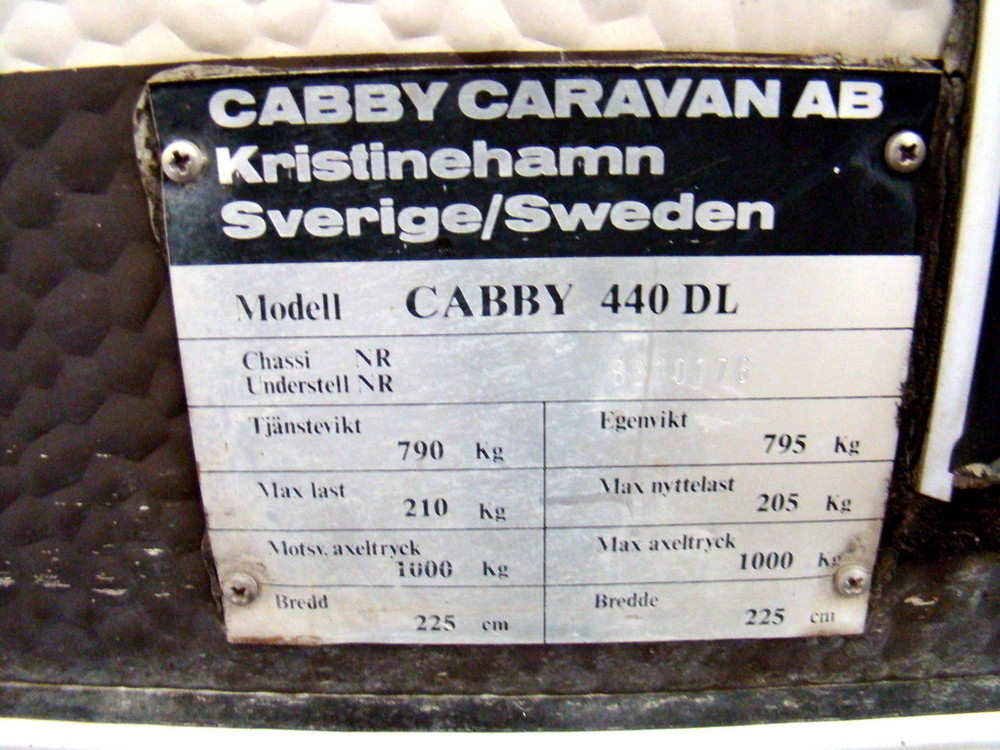 CABBY CARAVAN AB
Kristinehamn
Sverige/Sweden
Modell CABBY 440 DL
Chassi NR
Understell NR
Tjänstevikt 790 Kg
Egenvikt 795 Kg
Max last 210 Kg
Max nyttelast 205 Kg
Motsv. axeltryck 1000 Kg
Max axeltryck 1000 Kg
Bredd 225 cm
Bredde 225 cm